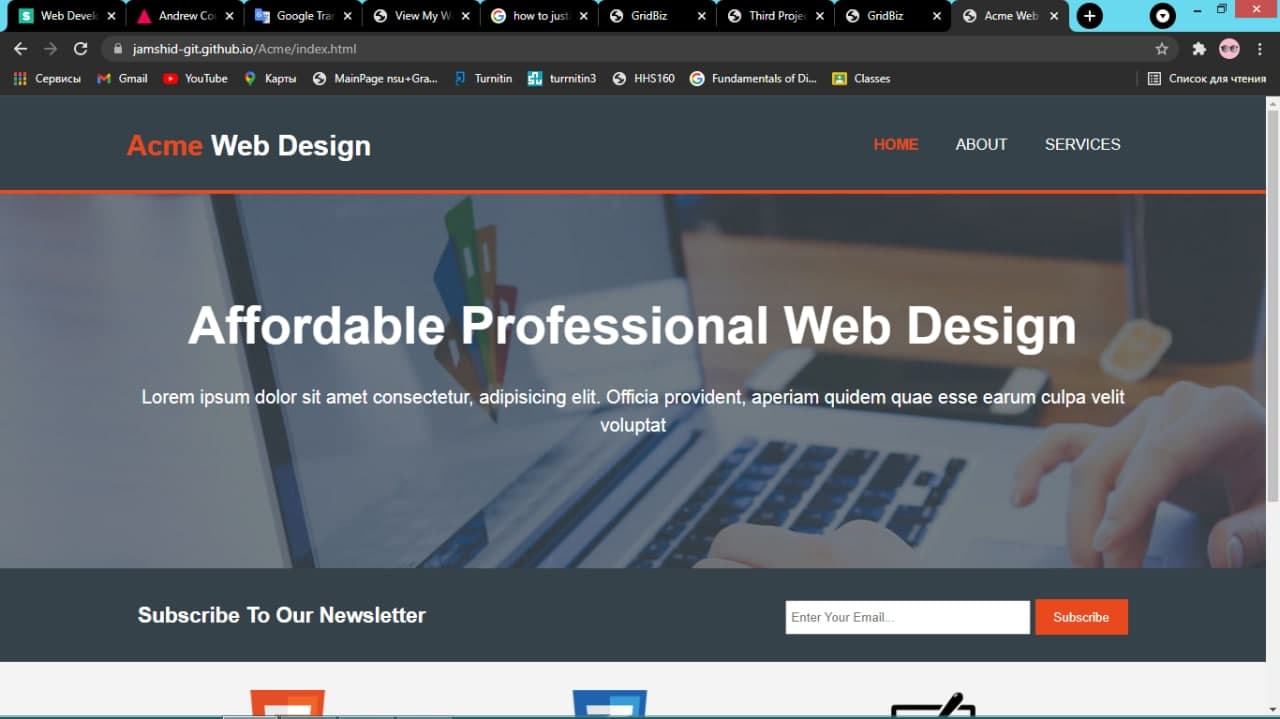 Web Devel
Andrew Co
Google Tra
View My W
how to just
GridBiz
Third Proje
GridBiz
Acme Web
jamshid-git.github.io/Acme/index.html
Сервисы
Gmail
YouTube
Карты
MainPage nsu+Gra...
Turnitin
turrnitin3
HHS160
Fundamentals of Di...
Classes
Список для чтения
Acme Web Design
HOME ABOUT SERVICES
Affordable Professional Web Design
Lorem ipsum dolor sit amet consectetur, adipisicing elit. Officia provident, aperiam quidem quae esse earum culpa velit
voluptat
Subscribe To Our Newsletter
Enter Your Email...
Subscribe